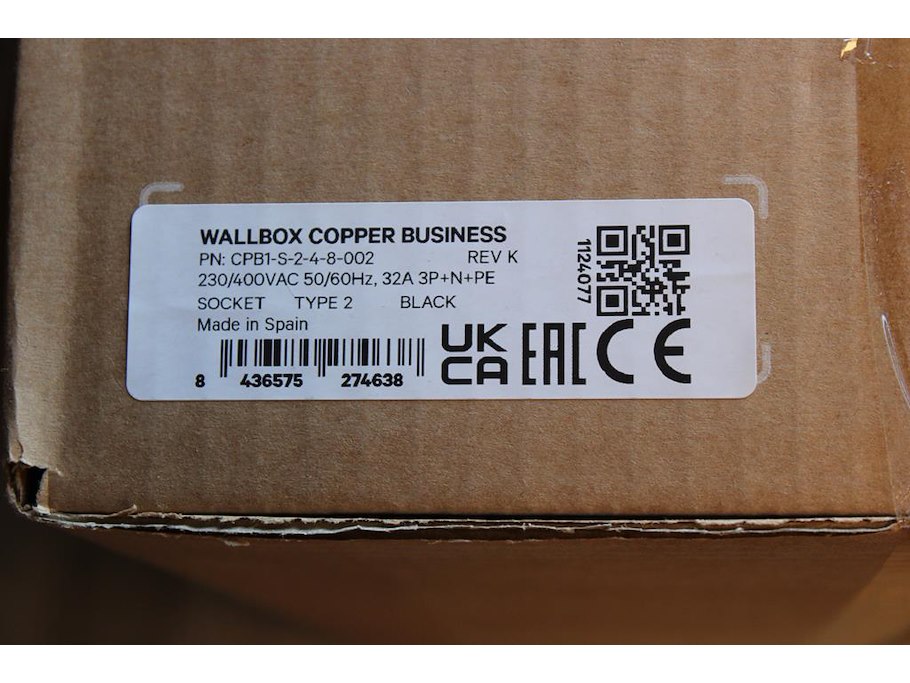 WALLBOX COPPER BUSINESS
PN: CPB1-S-2-4-8-002 REV K
230/400VAC 50/60Hz, 32A 3P+N+PE
SOCKET TYPE 2 BLACK
Made in Spain
8 436575 274638
1124077
UK
CA
EAC
CE